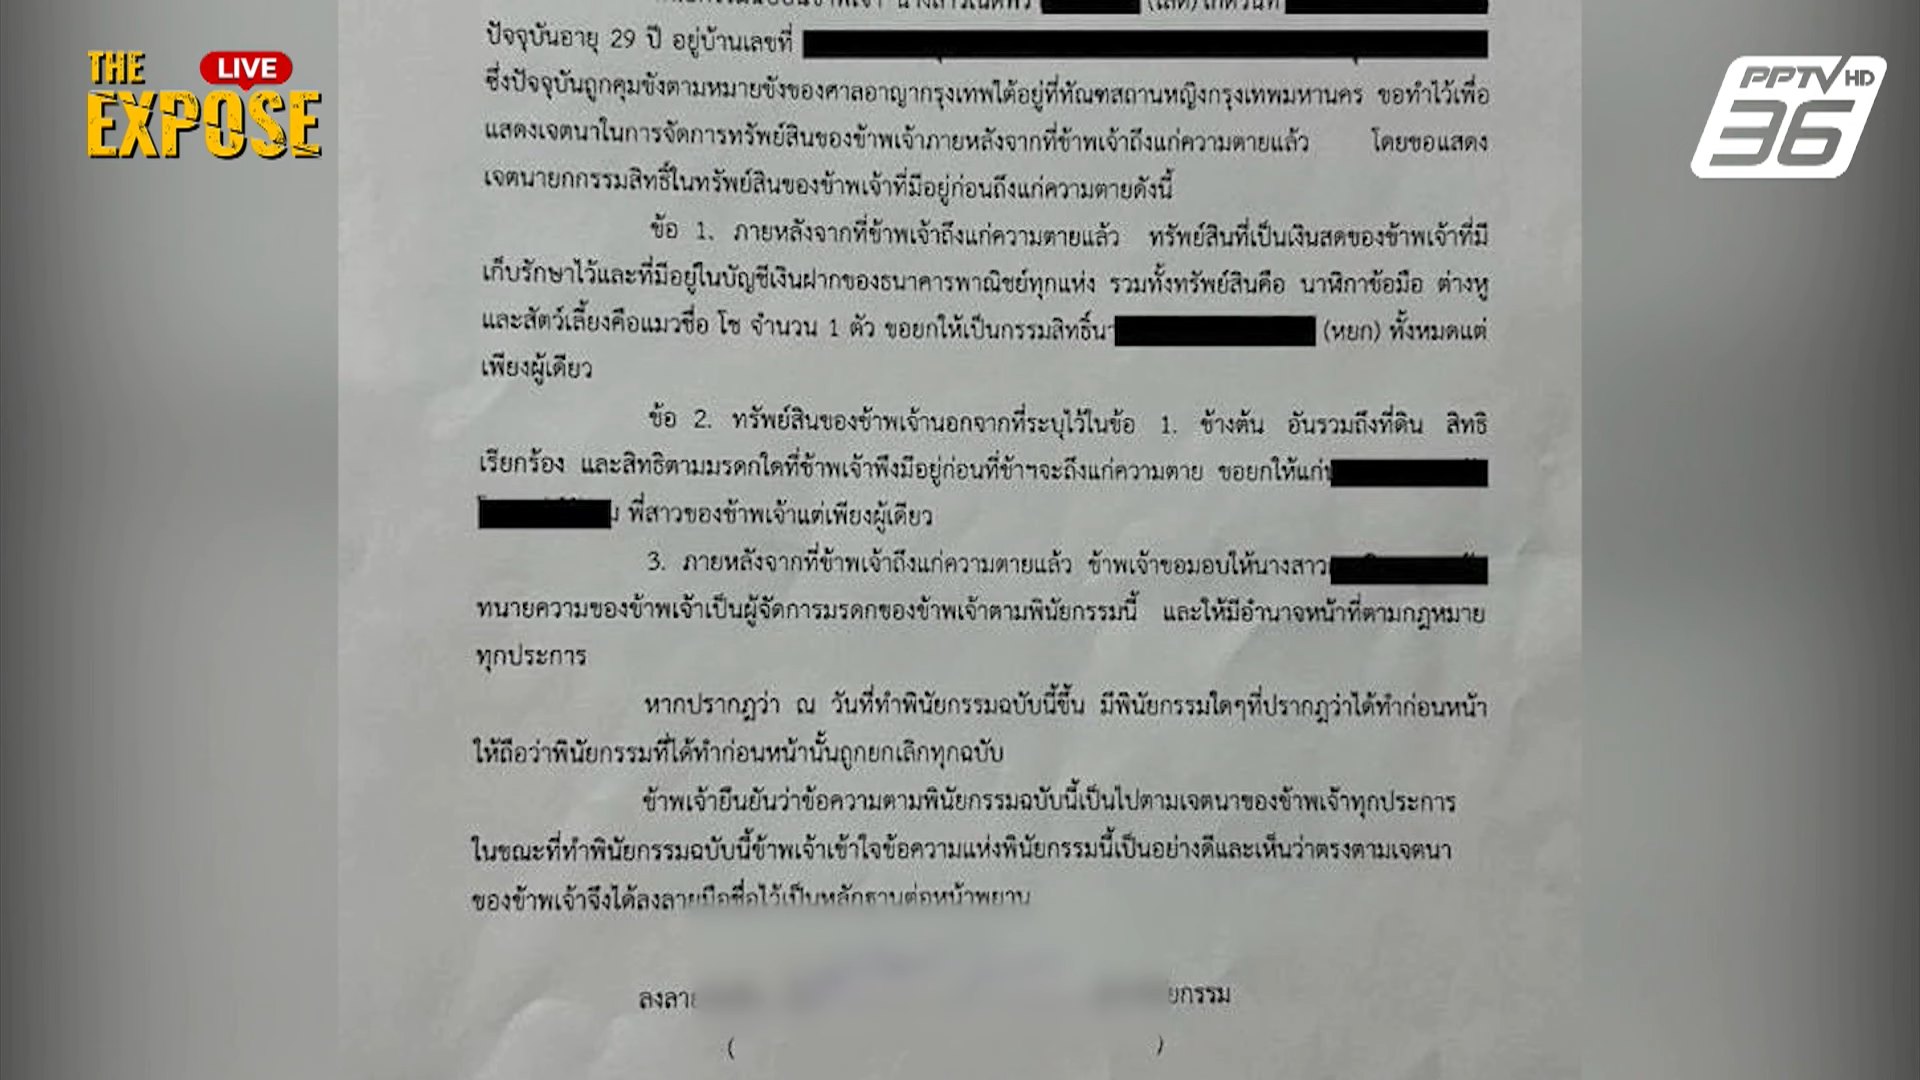 THE
LIVE
EXPOSE
PPTV HD
36
(เลต) เกิดวันที่
ปัจจุบันอายุ 29 ปี อยู่บ้านเลขที่
ซึ่งปัจจุบันถูกคุมขังตามหมายขังของศาลอาญากรุงเทพใต้อยู่ที่ทัณฑสถานหญิงกรุงเทพมหานคร ขอทำไว้เพื่อ
แสดงเจตนาในการจัดการทรัพย์สินของข้าพเจ้าภายหลังจากที่ข้าพเจ้าถึงแก่ความตายแล้ว โดยขอแสดง
เจตนายกกรรมสิทธิ์ในทรัพย์สินของข้าพเจ้าที่มีอยู่ก่อนถึงแก่ความตายดังนี้
ข้อ 1. ภายหลังจากที่ข้าพเจ้าถึงแก่ความตายแล้ว ทรัพย์สินที่เป็นเงินสดของข้าพเจ้าที่มี
เก็บรักษาไว้และที่มีอยู่ในบัญชีเงินฝากของธนาคารพาณิชย์ทุกแห่ง รวมทั้งทรัพย์สินคือ นาฬิกาข้อมือ ต่างหู
และสัตว์เลี้ยงคือแมวชื่อ โช จำนวน 1 ตัว ขอยกให้เป็นกรรมสิทธิ์ (หยก) ทั้งหมดแต่
เพียงผู้เดียว
ข้อ 2. ทรัพย์สินของข้าพเจ้านอกจากที่ระบุไว้ในข้อ 1. ข้างต้น อันรวมถึงที่ดิน สิทธิ
เรียกร้อง และสิทธิตามมรดกใดที่ข้าพเจ้าพึงมีอยู่ก่อนที่ข้าฯจะถึงแก่ความตาย ขอยกให้แก่
พี่สาวของข้าพเจ้าแต่เพียงผู้เดียว
3. ภายหลังจากที่ข้าพเจ้าถึงแก่ความตายแล้ว ข้าพเจ้าขอมอบให้นางสาว
ทนายความของข้าพเจ้าเป็นผู้จัดการมรดกของข้าพเจ้าตามพินัยกรรมนี้ และให้มีอำนาจหน้าที่ตามกฎหมาย
ทุกประการ
หากปรากฏว่า ณ วันที่ทำพินัยกรรมฉบับนี้ขึ้น มีพินัยกรรมใดๆที่ปรากฏว่าได้ทำก่อนหน้า
ให้ถือว่าพินัยกรรมที่ได้ทำก่อนหน้านั้นถูกยกเลิกทุกฉบับ
ข้าพเจ้ายืนยันว่าข้อความตามพินัยกรรมฉบับนี้เป็นไปตามเจตนาของข้าพเจ้าทุกประการ
ในขณะที่ทำพินัยกรรมฉบับนี้ข้าพเจ้าเข้าใจข้อความแห่งพินัยกรรมนี้เป็นอย่างดีและเห็นว่าตรงตามเจตนา
ของข้าพเจ้าจึงได้ลงลายมือชื่อไว้เป็นหลักฐานต่อหน้าพยาน
ลงลาย ยกรรม
( )